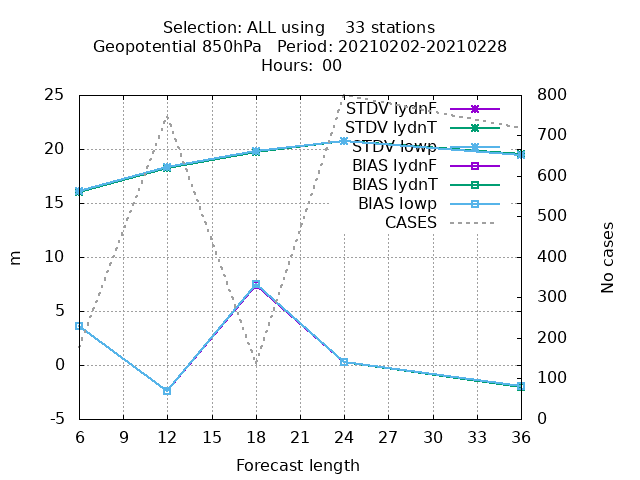 Selection: ALL using    33 stations
Geopotential 850hPa   Period: 20210202-20210228
Hours: 00
25
20
15
10
5
0
-5
m
800
700
600
500
400
300
200
100
0
No cases
STDV lydnF
STDV lydnT
STDV lowp
BIAS lydnF
BIAS lydnT
BIAS lowp
CASES
6 9 12 15 18 21 24 27 30 33 36
Forecast length